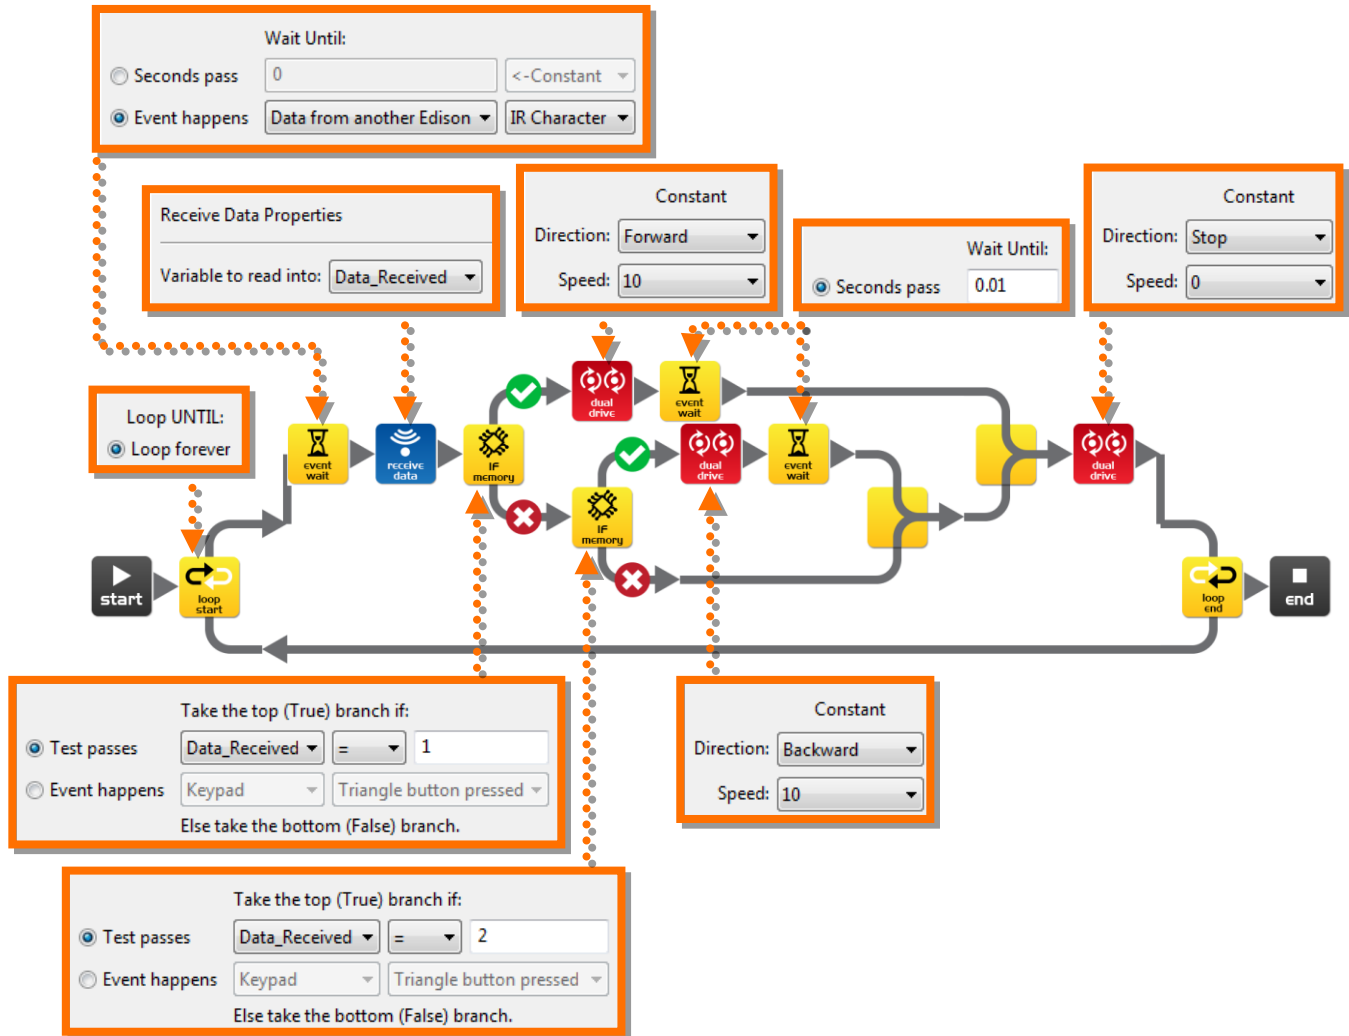 Wait Until:
Seconds pass 0 <-Constant
Event happens Data from another Edison IR Character
Receive Data Properties
Variable to read into: Data_Received
Constant
Direction: Forward
Speed: 10
Wait Until:
Seconds pass 0.01
Constant
Direction: Stop
Speed: 0
Loop UNTIL:
Loop forever
start
loop
start
event
wait
receive
data
IF
memory
dual
drive
event
wait
IF
memory
dual
drive
event
wait
dual
drive
loop
end
end
Take the top (True) branch if:
Test passes Data_Received = 1
Event happens Keypad Triangle button pressed
Else take the bottom (False) branch.
Constant
Direction: Backward
Speed: 10
Take the top (True) branch if:
Test passes Data_Received = 2
Event happens Keypad Triangle button pressed
Else take the bottom (False) branch.